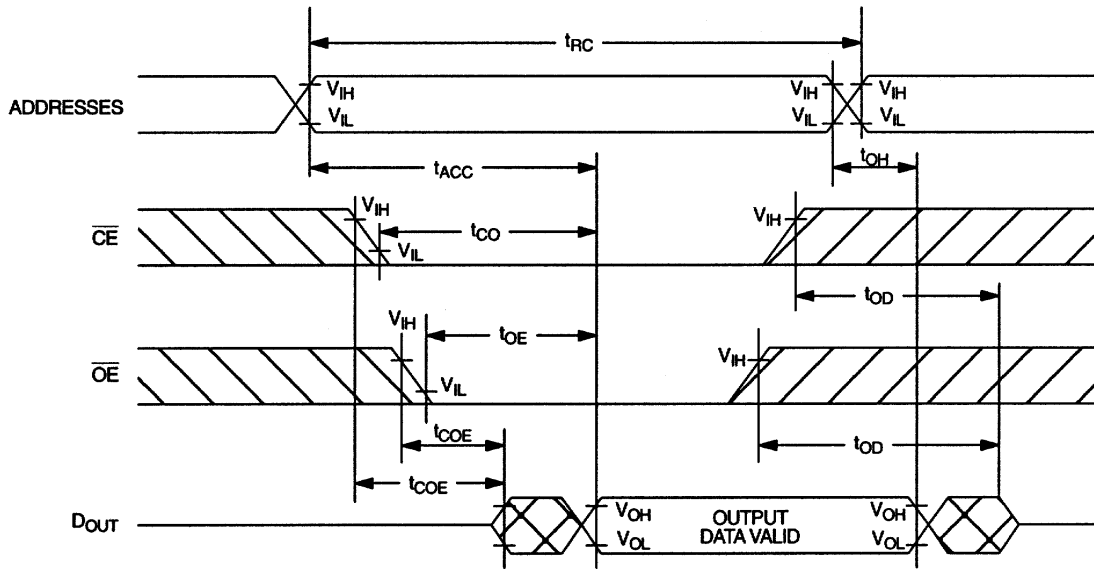 tRC
ADDRESSES
VIH
VIL
VIH
VIL
VIH
VIL
tACC
tOH
CE
VIH
VIL
tCO
VIH
tOD
OE
VIH
VIL
tOE
VIH
tCOE
tOD
tCOE
DOUT
VOH
VOL
OUTPUT
DATA VALID
VOH
VOL